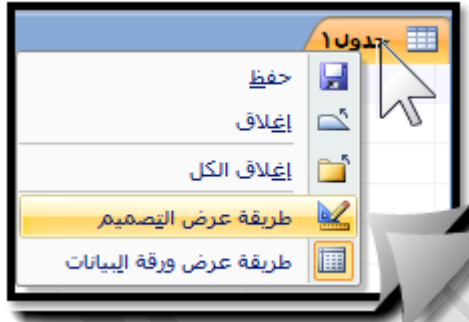 جدول١
حفظ
إغلاق
إغلاق الكل
طريقة عرض التصميم
طريقة عرض ورقة البيانات